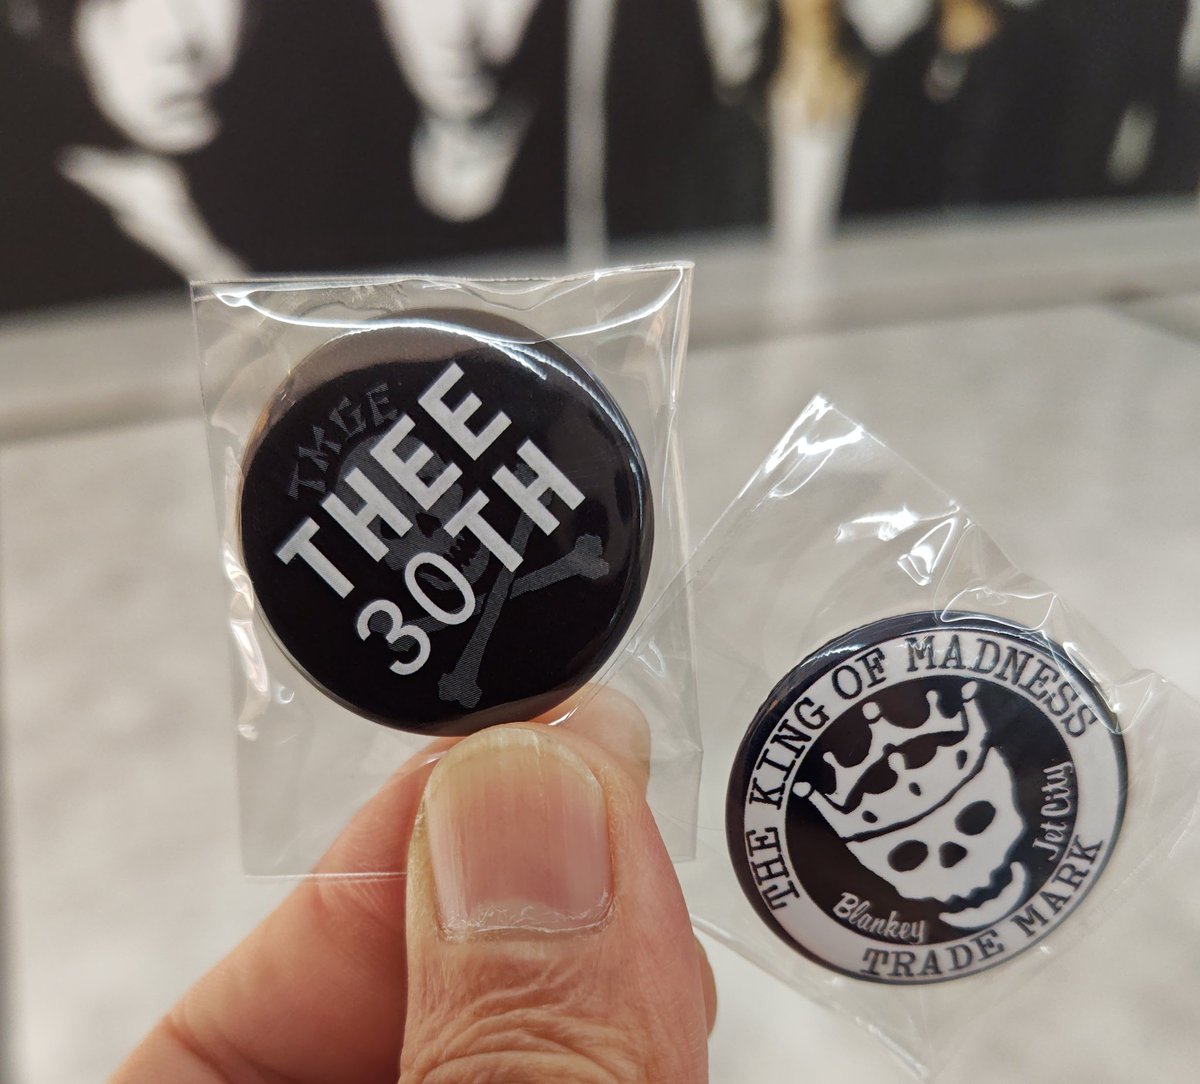 TMGE
THEE
30TH
THE KING OF MADNESS
Jet City
Blankey
TRADE MARK